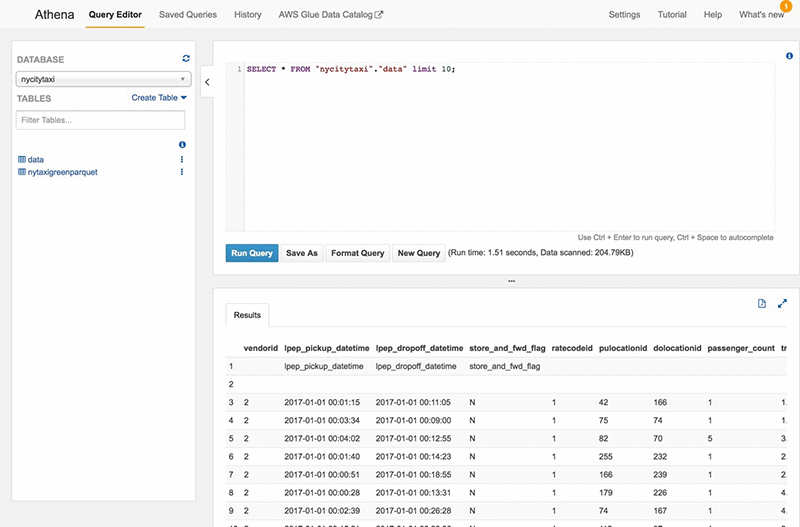 Athena Query Editor Saved Queries History AWS Glue Data Catalog Settings Tutorial Help What's new 1
DATABASE
nycitytaxi
TABLES Create Table
Filter Tables...
data
nytaxigreenparquet
1 SELECT * FROM "nycitytaxi"."data" limit 10;
Use Ctrl + Enter to run query, Ctrl + Space to autocomplete
Run Query Save As Format Query New Query (Run time: 1.51 seconds, Data scanned: 204.79KB)
Results
vendorid lpep_pickup_datetime lpep_dropoff_datetime store_and_fwd_flag ratecodeid pulocationid dolocationid passenger_count tr
1 lpep_pickup_datetime lpep_dropoff_datetime store_and_fwd_flag
2
3 2 2017-01-01 00:01:15 2017-01-01 00:11:05 N 1 42 166 1 1.
4 2 2017-01-01 00:03:34 2017-01-01 00:09:00 N 1 75 74 1 1.
5 2 2017-01-01 00:04:02 2017-01-01 00:12:55 N 1 82 70 5 3.
6 2 2017-01-01 00:01:40 2017-01-01 00:14:23 N 1 255 232 1 2.
7 2 2017-01-01 00:00:51 2017-01-01 00:18:55 N 1 166 239 1 2.
8 2 2017-01-01 00:00:28 2017-01-01 00:13:31 N 1 179 226 1 4.
9 2 2017-01-01 00:02:39 2017-01-01 00:26:28 N 1 74 167 1 4.